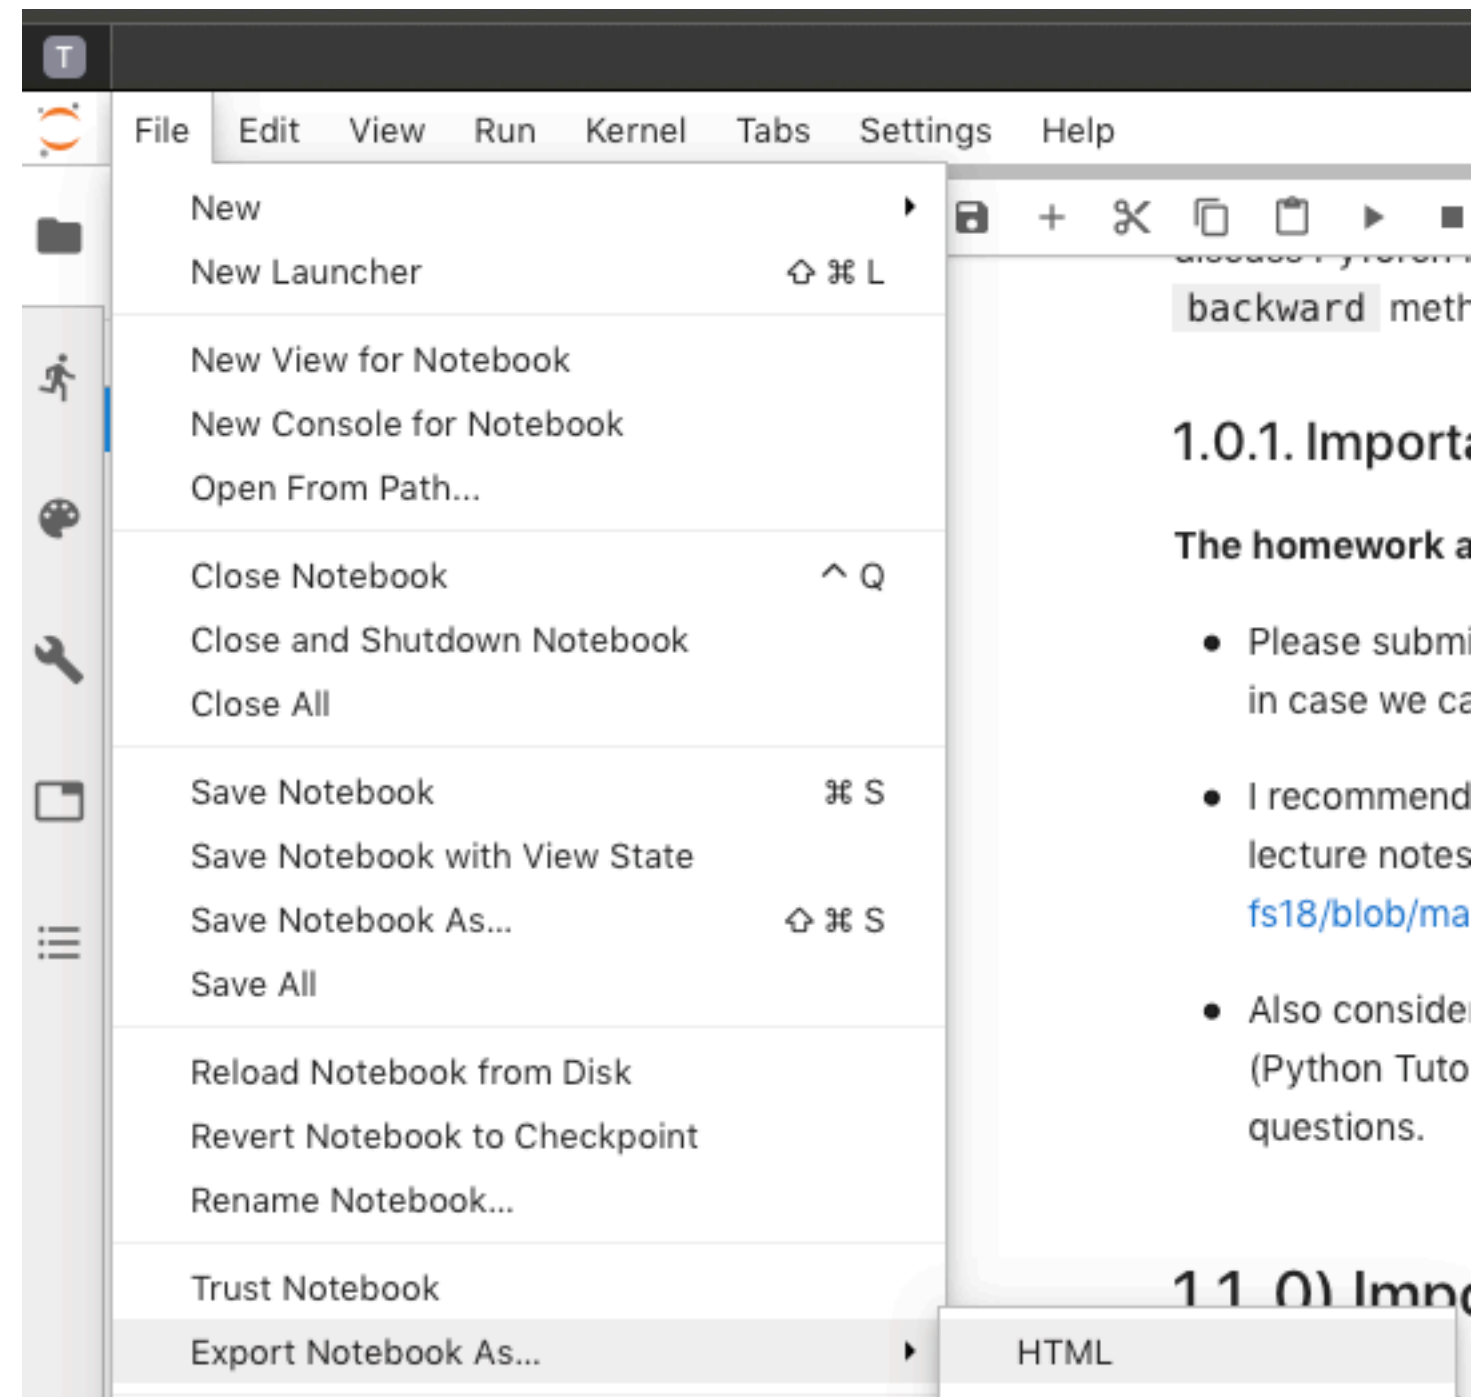 T
File Edit View Run Kernel Tabs Settings Help
New
New Launcher ⇧ ⌘ L
New View for Notebook
New Console for Notebook
Open From Path...
Close Notebook ^ Q
Close and Shutdown Notebook
Close All
Save Notebook ⌘ S
Save Notebook with View State
Save Notebook As... ⇧ ⌘ S
Save All
Reload Notebook from Disk
Revert Notebook to Checkpoint
Rename Notebook...
Trust Notebook
Export Notebook As...
HTML
backward meth
1.0.1. Importa
The homework a
• Please submi
in case we ca
• I recommend
lecture notes
fs18/blob/ma
• Also consider
(Python Tuto
questions.